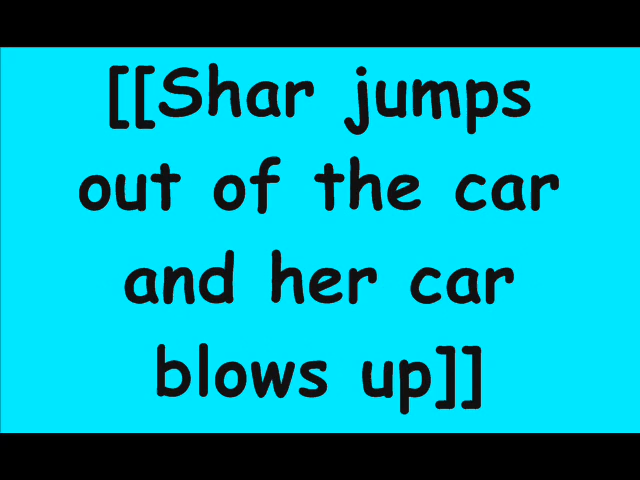 [[Shar jumps
out of the car
and her car
blows up]]